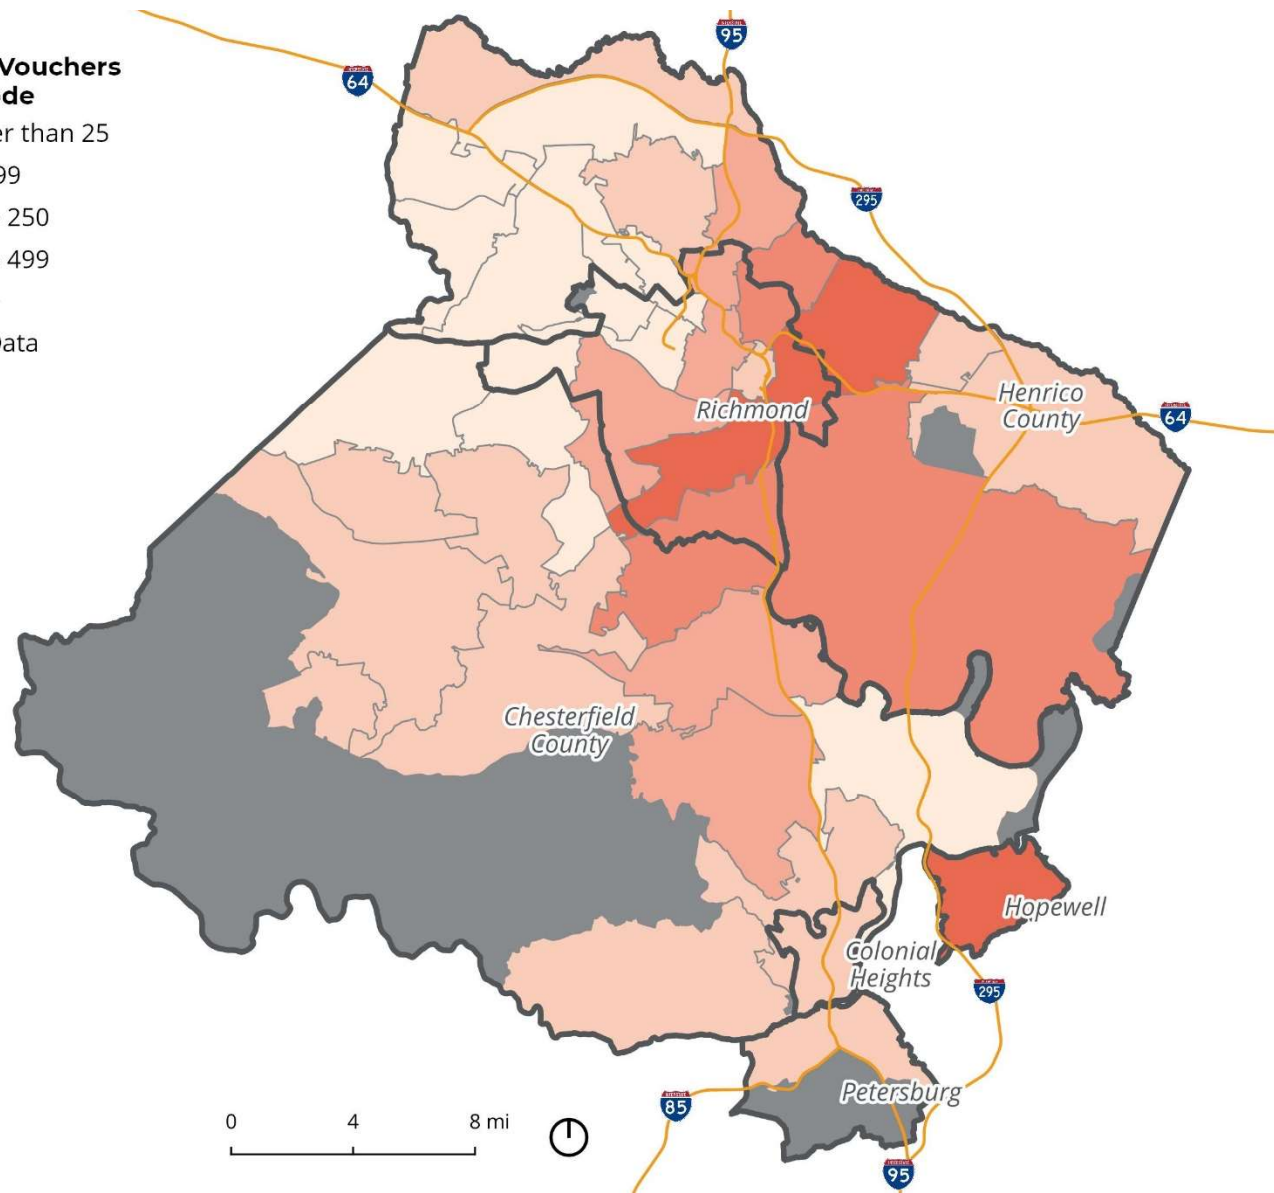 Vouchers
de
er than 25
99
250
499
ata
64
95
295
Henrico
County
64
Richmond
Chesterfield
County
Hopewell
Colonial
Heights
295
Petersburg
85
95
0 4 8 mi